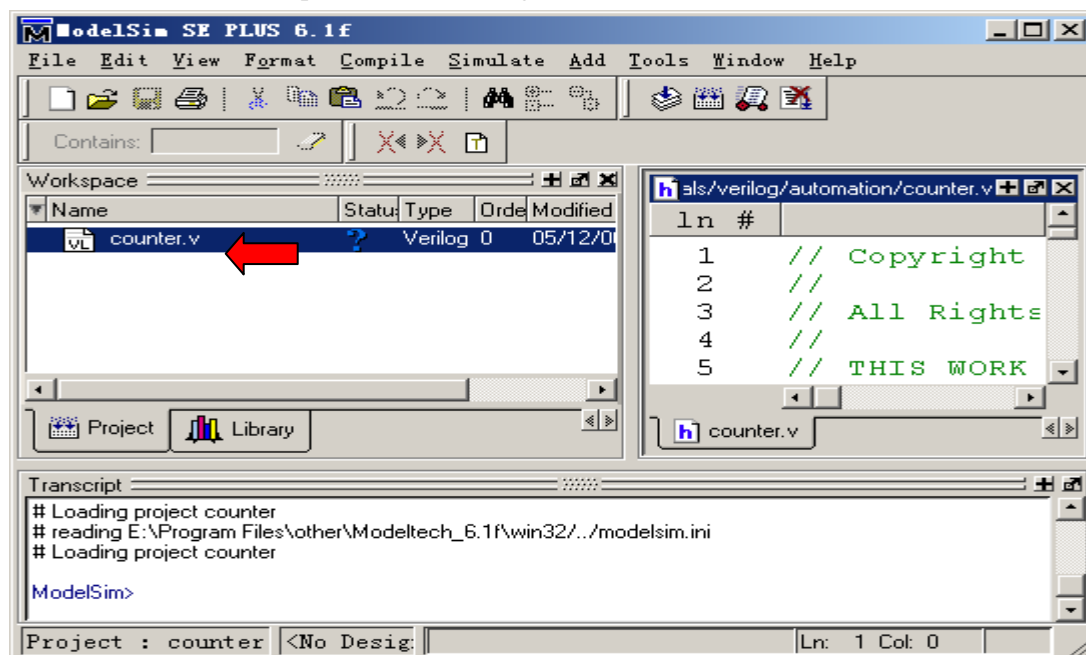 ModelSim SE PLUS 6.1f
File Edit View Format Compile Simulate Add Tools Window Help
Contains:
Workspace
Name Statu Type Orde Modified
counter.v ? Verilog 0 05/12/0
Project Library
als/verilog/automation/counter.v
ln #
1 // Copyright
2 //
3 // All Rights
4 //
5 // THIS WORK
counter.v
Transcript
# Loading project counter
# reading E:\Program Files\other\Modeltech_6.1f\win32/../modelsim.ini
# Loading project counter
ModelSim>
Project : counter <No Desig Ln: 1 Col: 0